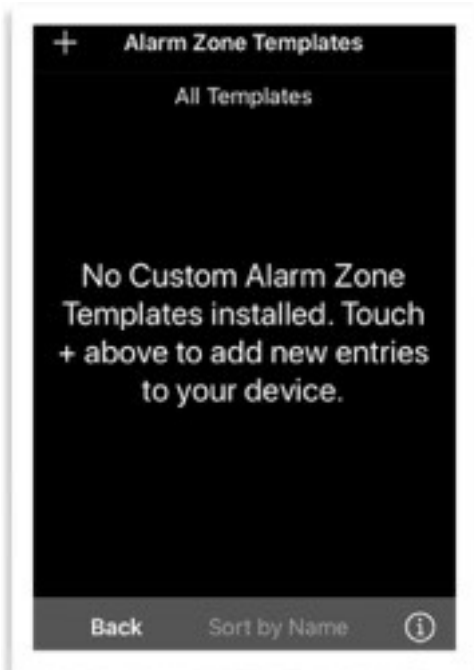 + Alarm Zone Templates
All Templates
No Custom Alarm Zone
Templates installed. Touch
+ above to add new entries
to your device.
Back Sort by Name